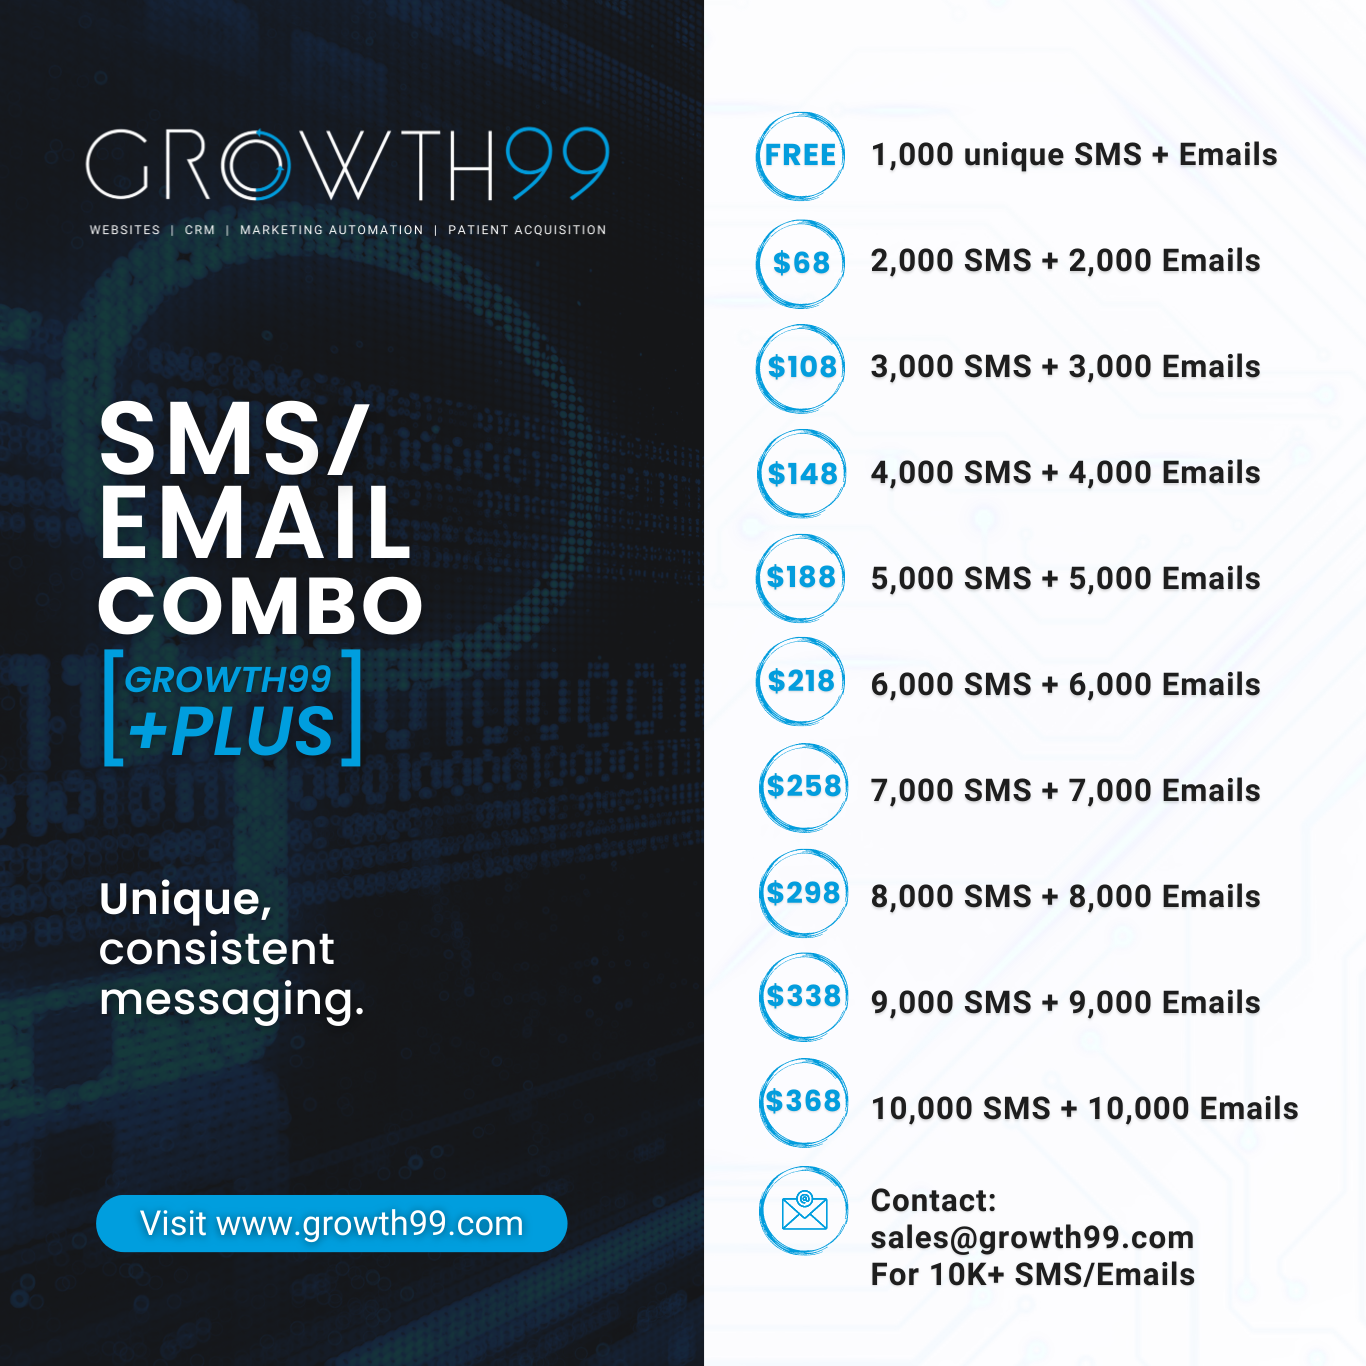 GROWTH99
WEBSITES | CRM | MARKETING AUTOMATION | PATIENT ACQUISITION
SMS/
EMAIL
COMBO
[GROWTH99
+PLUS]
Unique,
consistent
messaging.
Visit www.growth99.com
FREE 1,000 unique SMS + Emails
$68 2,000 SMS + 2,000 Emails
$108 3,000 SMS + 3,000 Emails
$148 4,000 SMS + 4,000 Emails
$188 5,000 SMS + 5,000 Emails
$218 6,000 SMS + 6,000 Emails
$258 7,000 SMS + 7,000 Emails
$298 8,000 SMS + 8,000 Emails
$338 9,000 SMS + 9,000 Emails
$368 10,000 SMS + 10,000 Emails
@
Contact:
sales@growth99.com
For 10K+ SMS/Emails